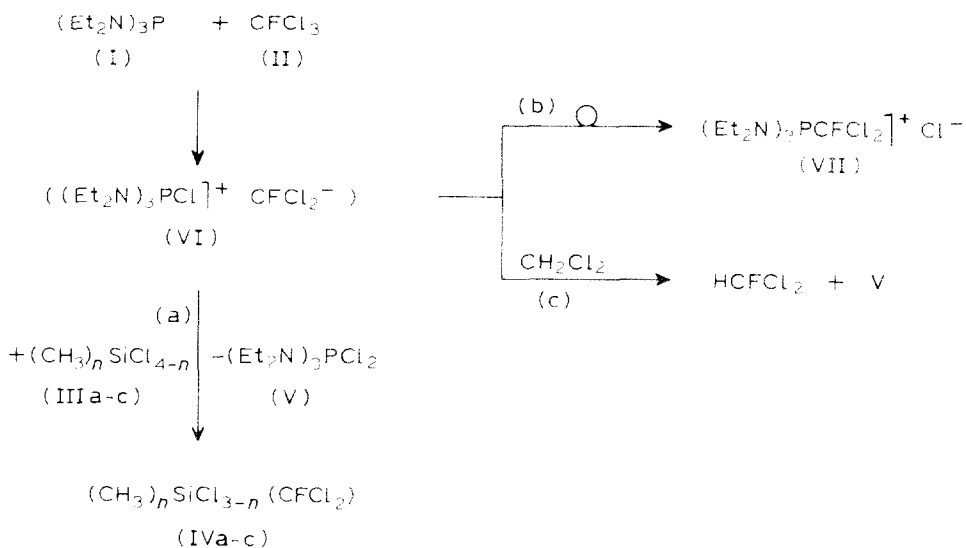 (Et₂N)₃P + CFCl₃
(I) (II)
(b)
(Et₂N)₃PCFCl₂]⁺ Cl⁻
(VII)
((Et₂N)₃PCl]⁺ CFCl₂⁻)
(VI)
CH₂Cl₂
(c)
HCFCl₂ + V
(a)
+(CH₃)ₙSiCl₄₋ₙ -(Et₂N)₃PCl₂
(IIIa-c) (V)
(CH₃)ₙSiCl₃₋ₙ(CFCl₂)
(IVa-c)